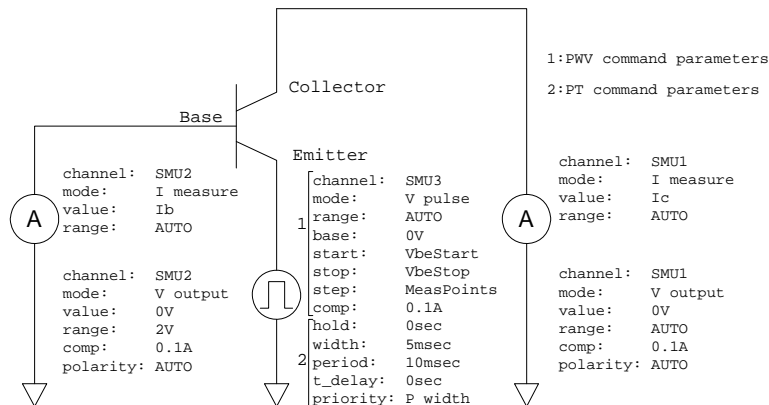 1:PWV command parameters
2:PT command parameters
Collector
Base
Emitter
A
channel: SMU2
mode: I measure
value: Ib
range: AUTO
channel: SMU2
mode: V output
value: 0V
range: 2V
comp: 0.1A
polarity: AUTO
1
channel: SMU3
mode: V pulse
range: AUTO
base: 0V
start: VbeStart
stop: VbeStop
step: MeasPoints
comp: 0.1A
2
hold: 0sec
width: 5msec
period: 10msec
t_delay: 0sec
priority: P width
A
channel: SMU1
mode: I measure
value: Ic
range: AUTO
channel: SMU1
mode: V output
value: 0V
range: AUTO
comp: 0.1A
polarity: AUTO